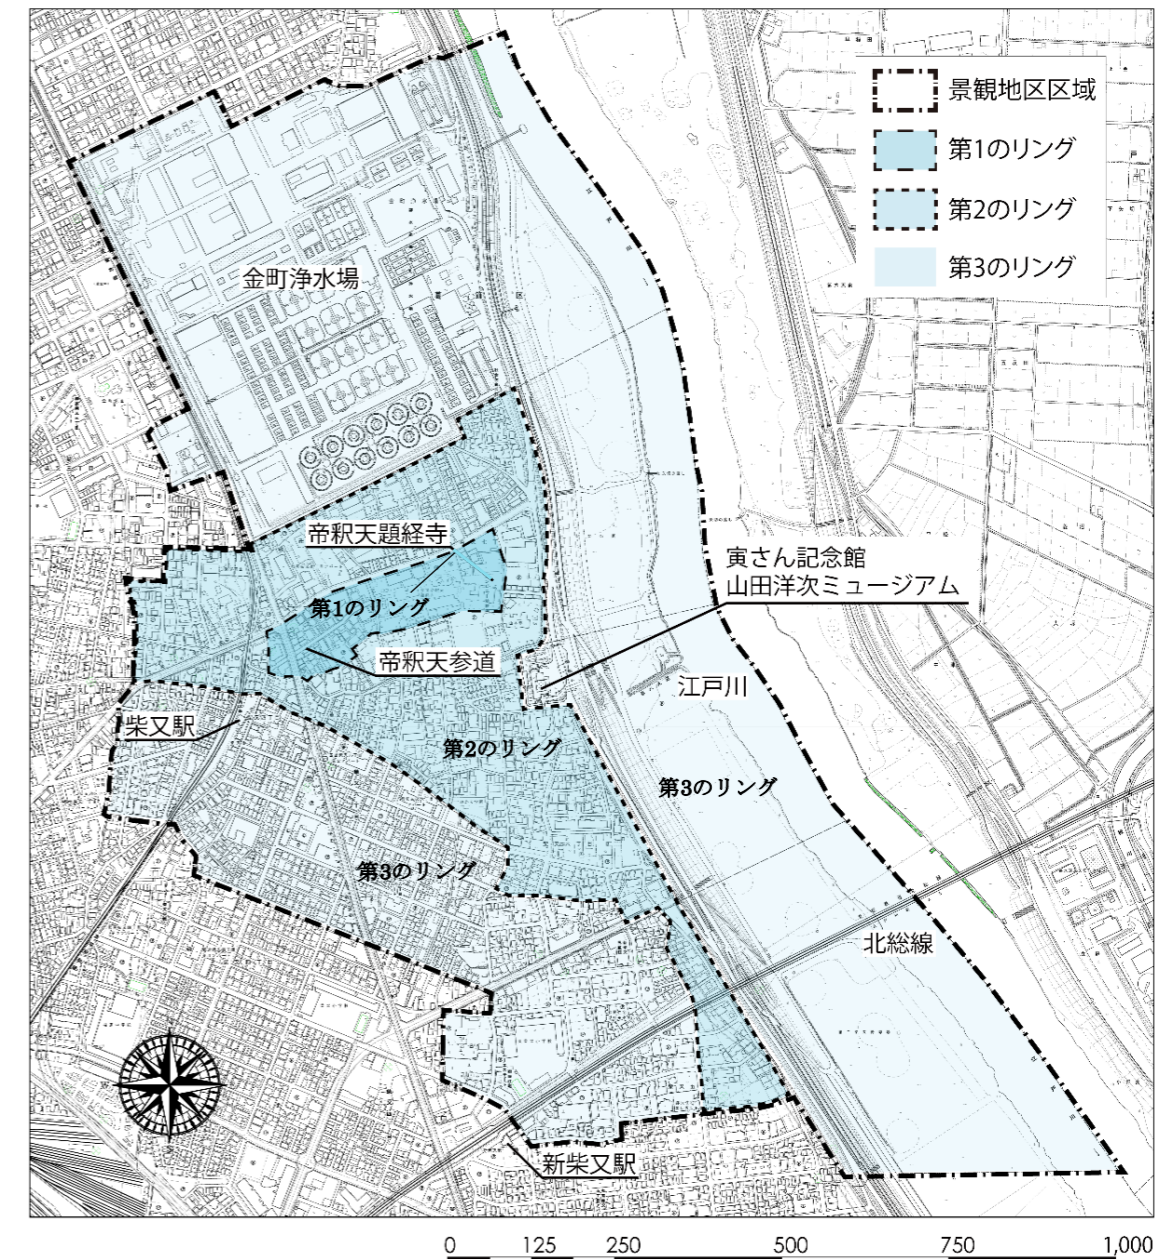 景観地区区域
第1のリング
第2のリング
第3のリング
金町浄水場
帝釈天題経寺
第1のリング
帝釈天参道
寅さん記念館
山田洋次ミュージアム
江戸川
柴又駅
第2のリング
第3のリング
第3のリング
北総線
新柴又駅
0 125 250 500 750 1,000